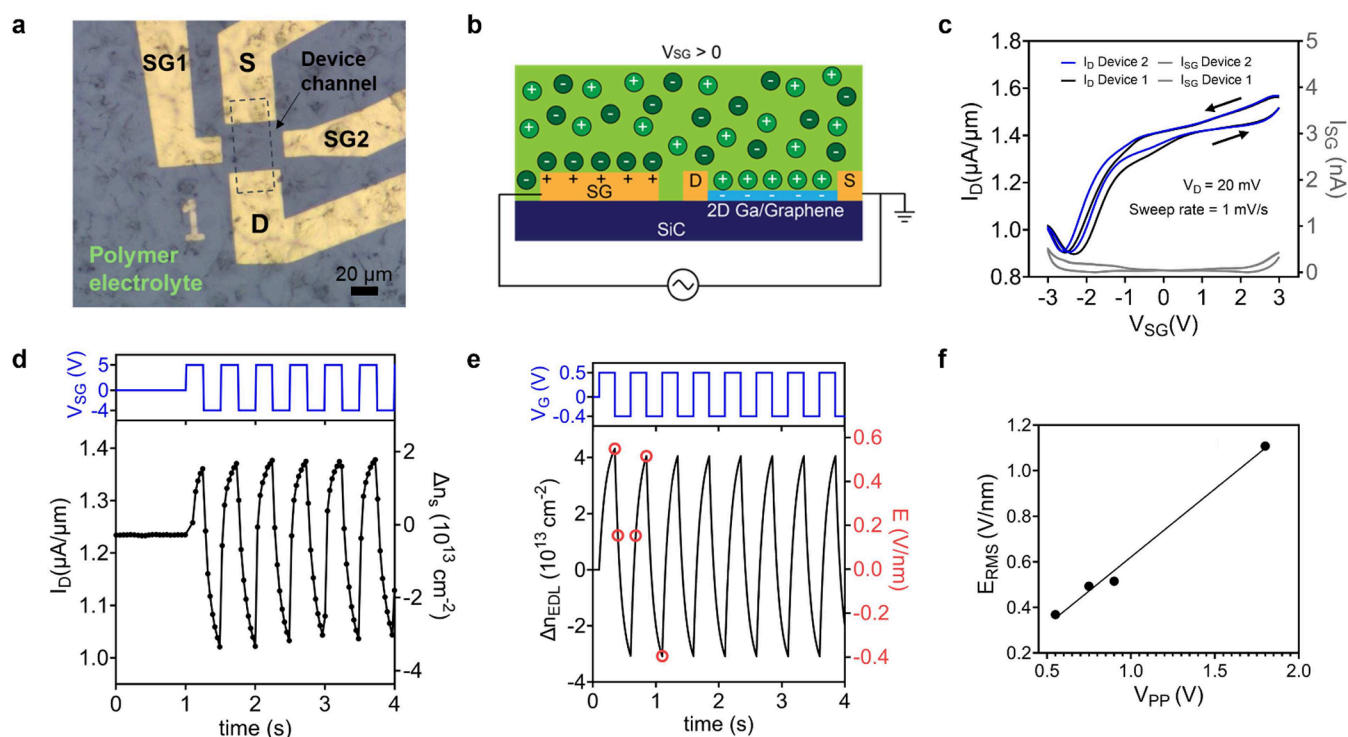 a
SG1
S
Device
channel
SG2
D
1
Polymer
electrolyte
20 µm
b
V_SG > 0
+ + + + +
SG
D
S
2D Ga/Graphene
SiC
c
I_D Device 2
I_D Device 1
I_SG Device 2
I_SG Device 1
1.8
1.6
1.4
1.2
1.0
0.8
I_D(µA/µm)
5
4
3
2
1
0
I_SG (nA)
V_D = 20 mV
Sweep rate = 1 mV/s
-3 -2 -1 0 1 2 3
V_SG(V)
d
V_SG (V)
5
0
-4
I_D(µA/µm)
1.4
1.3
1.2
1.1
1.0
2
0
-2
-4
Δn_s (10^13 cm^-2)
0 1 2 3 4
time (s)
e
V_G (V)
0.5
0
-0.4
Δn_EDL (10^13 cm^-2)
4
2
0
-2
-4
0.6
0.4
0.2
0.0
-0.2
-0.4
E (V/nm)
0 1 2 3 4
time (s)
f
E_RMS (V/nm)
1.2
1.0
0.8
0.6
0.4
0.2
0.5 1.0 1.5 2.0
V_PP (V)